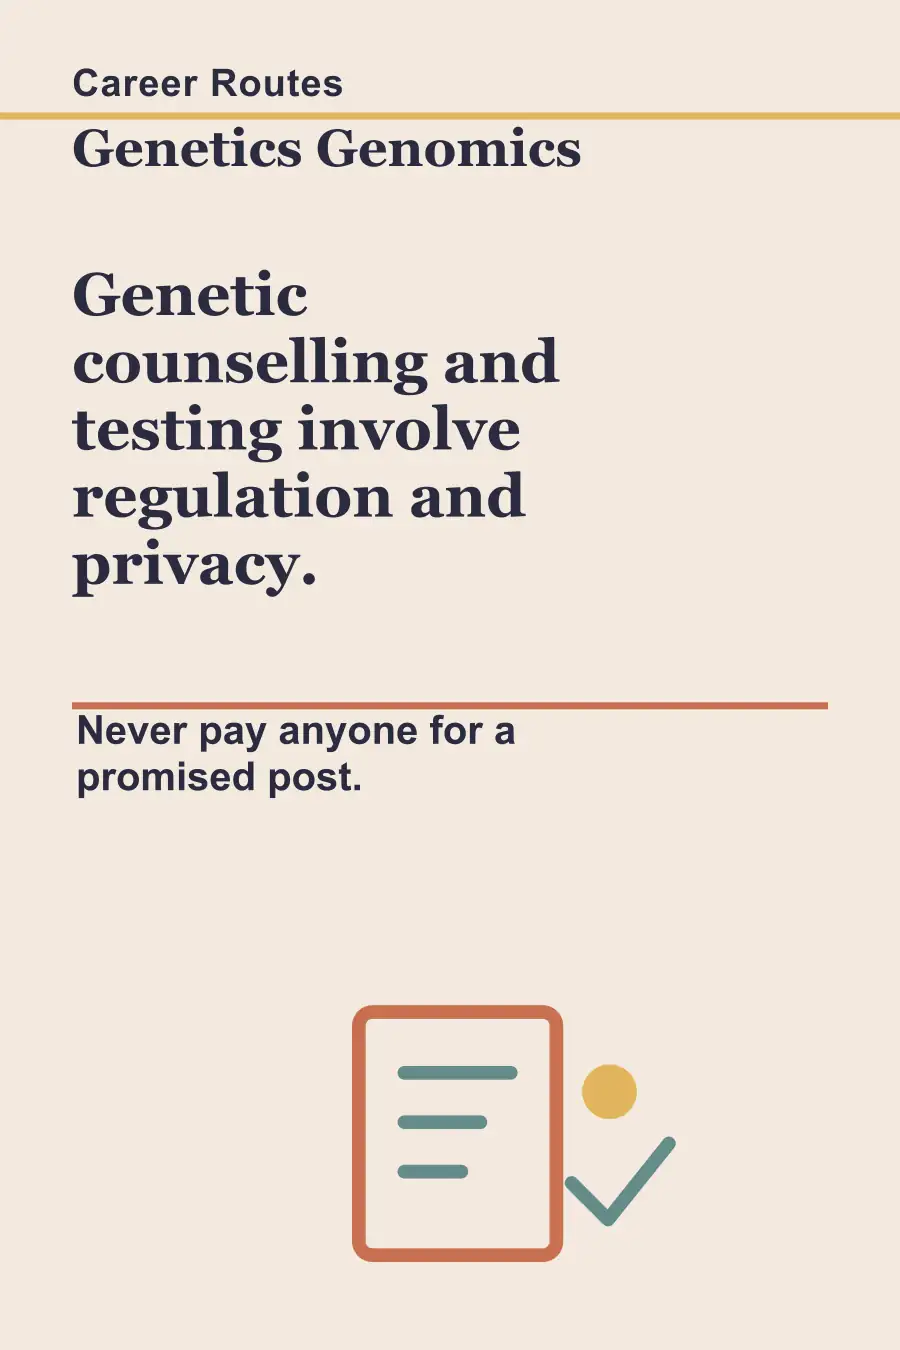 Career Routes
Genetics Genomics
Genetic
counselling and
testing involve
regulation and
privacy.
Never pay anyone for a
promised post.